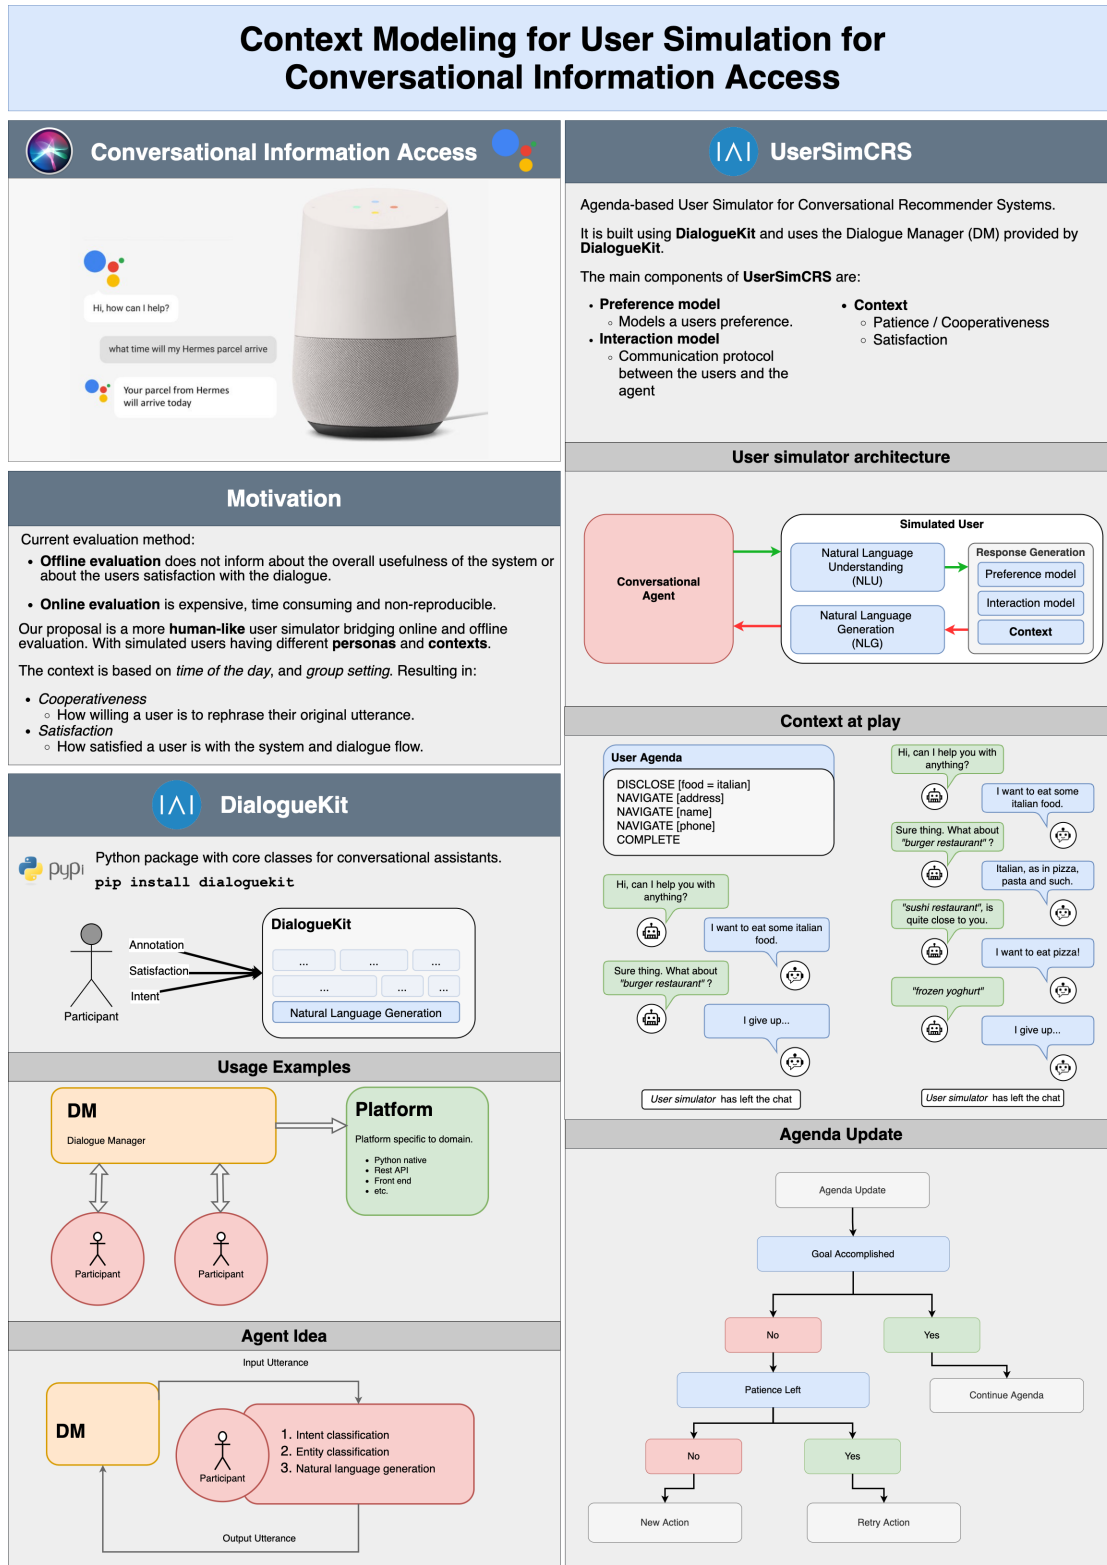 Context Modeling for User Simulation for
Conversational Information Access
Conversational Information Access
Hi, how can I help?
what time will my Hermes parcel arrive
Your parcel from Hermes
will arrive today
Motivation
Current evaluation method:
• Offline evaluation does not inform about the overall usefulness of the system or
about the users satisfaction with the dialogue.
• Online evaluation is expensive, time consuming and non-reproducible.
Our proposal is a more human-like user simulator bridging online and offline
evaluation. With simulated users having different personas and contexts.
The context is based on time of the day, and group setting. Resulting in:
• Cooperativeness
○ How willing a user is to rephrase their original utterance.
• Satisfaction
○ How satisfied a user is with the system and dialogue flow.
IAI DialogueKit
pypi
Python package with core classes for conversational assistants.
pip install dialoguekit
Annotation
Satisfaction
Intent
Participant
DialogueKit
... ... ...
... ... ...
Natural Language Generation
Usage Examples
DM
Dialogue Manager
Platform
Platform specific to domain.
• Python native
• Rest API
• Front end
• etc.
Participant
Participant
Agent Idea
Input Utterance
DM
Participant
1. Intent classification
2. Entity classification
3. Natural language generation
Output Utterance
IAI UserSimCRS
Agenda-based User Simulator for Conversational Recommender Systems.
It is built using DialogueKit and uses the Dialogue Manager (DM) provided by
DialogueKit.
The main components of UserSimCRS are:
• Preference model
○ Models a users preference.
• Interaction model
○ Communication protocol
between the users and the
agent
• Context
○ Patience / Cooperativeness
○ Satisfaction
User simulator architecture
Conversational
Agent
Simulated User
Natural Language
Understanding
(NLU)
Natural Language
Generation
(NLG)
Response Generation
Preference model
Interaction model
Context
Context at play
User Agenda
DISCLOSE [food = italian]
NAVIGATE [address]
NAVIGATE [name]
NAVIGATE [phone]
COMPLETE
Hi, can I help you with
anything?
I want to eat some italian
food.
Sure thing. What about
"burger restaurant" ?
I give up...
User simulator has left the chat
Hi, can I help you with
anything?
I want to eat some
italian food.
Sure thing. What about
"burger restaurant" ?
Italian, as in pizza,
pasta and such.
"sushi restaurant", is
quite close to you.
I want to eat pizza!
"frozen yoghurt"
I give up...
User simulator has left the chat
Agenda Update
Agenda Update
Goal Accomplished
No
Yes
Patience Left
Continue Agenda
No
Yes
New Action
Retry Action